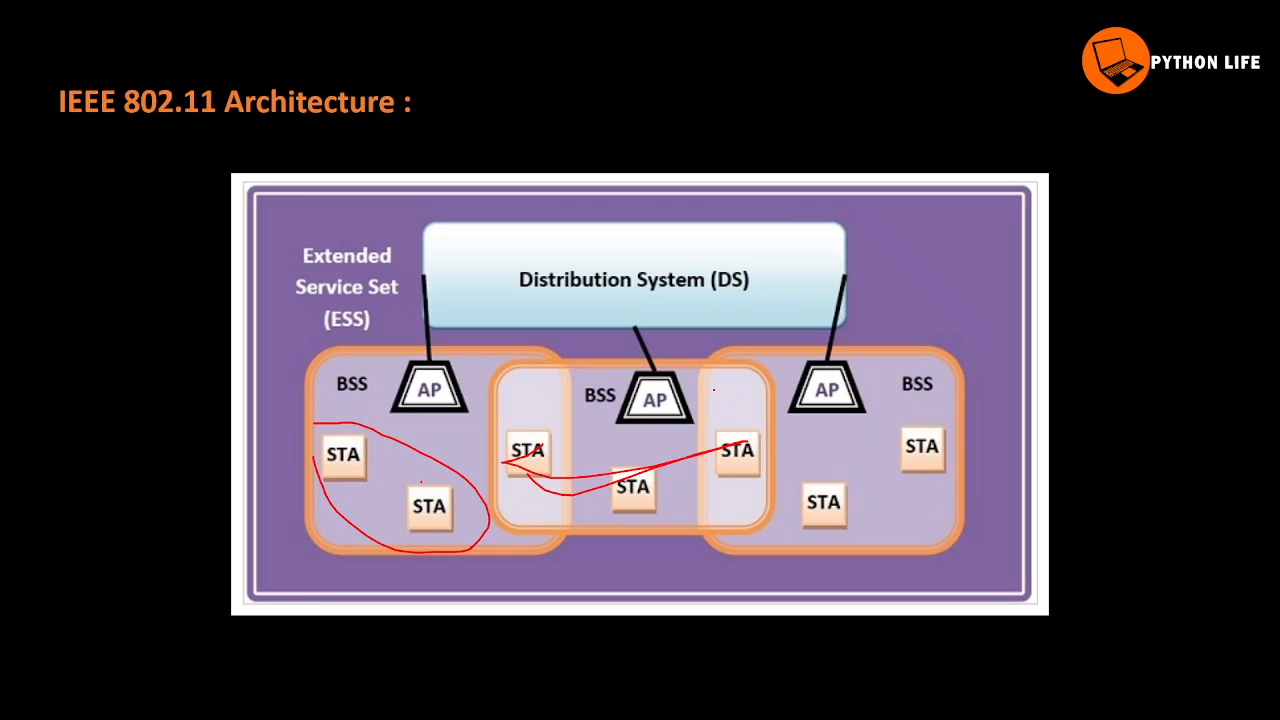 PYTHON LIFE
IEEE 802.11 Architecture :
Extended
Service Set
(ESS)
Distribution System (DS)
BSS
AP
BSS
AP
AP
BSS
STA
STA
STA
STA
STA
STA
STA